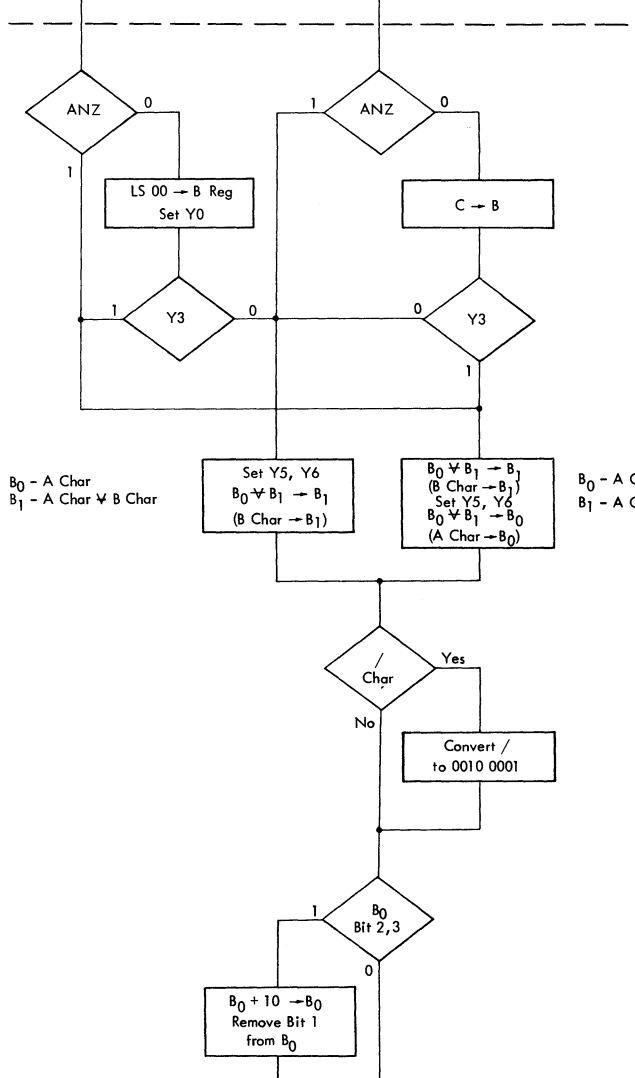 ANZ
0
1
LS 00 → B Reg
Set Y0
1
Y3
0
1
ANZ
0
C → B
0
Y3
1
B0 – A Char
B1 – A Char ⊻ B Char
Set Y5, Y6
B0 ⊻ B1 → B1
(B Char → B1)
B0 ⊻ B1 → B1
(B Char → B1)
Set Y5, Y6
B0 ⊻ B1 → B0
(A Char → B0)
B0 – A C
B1 – A C
/
Char
Yes
No
Convert /
to 0010 0001
1
B0
Bit 2,3
0
B0 + 10 → B0
Remove Bit 1
from B0